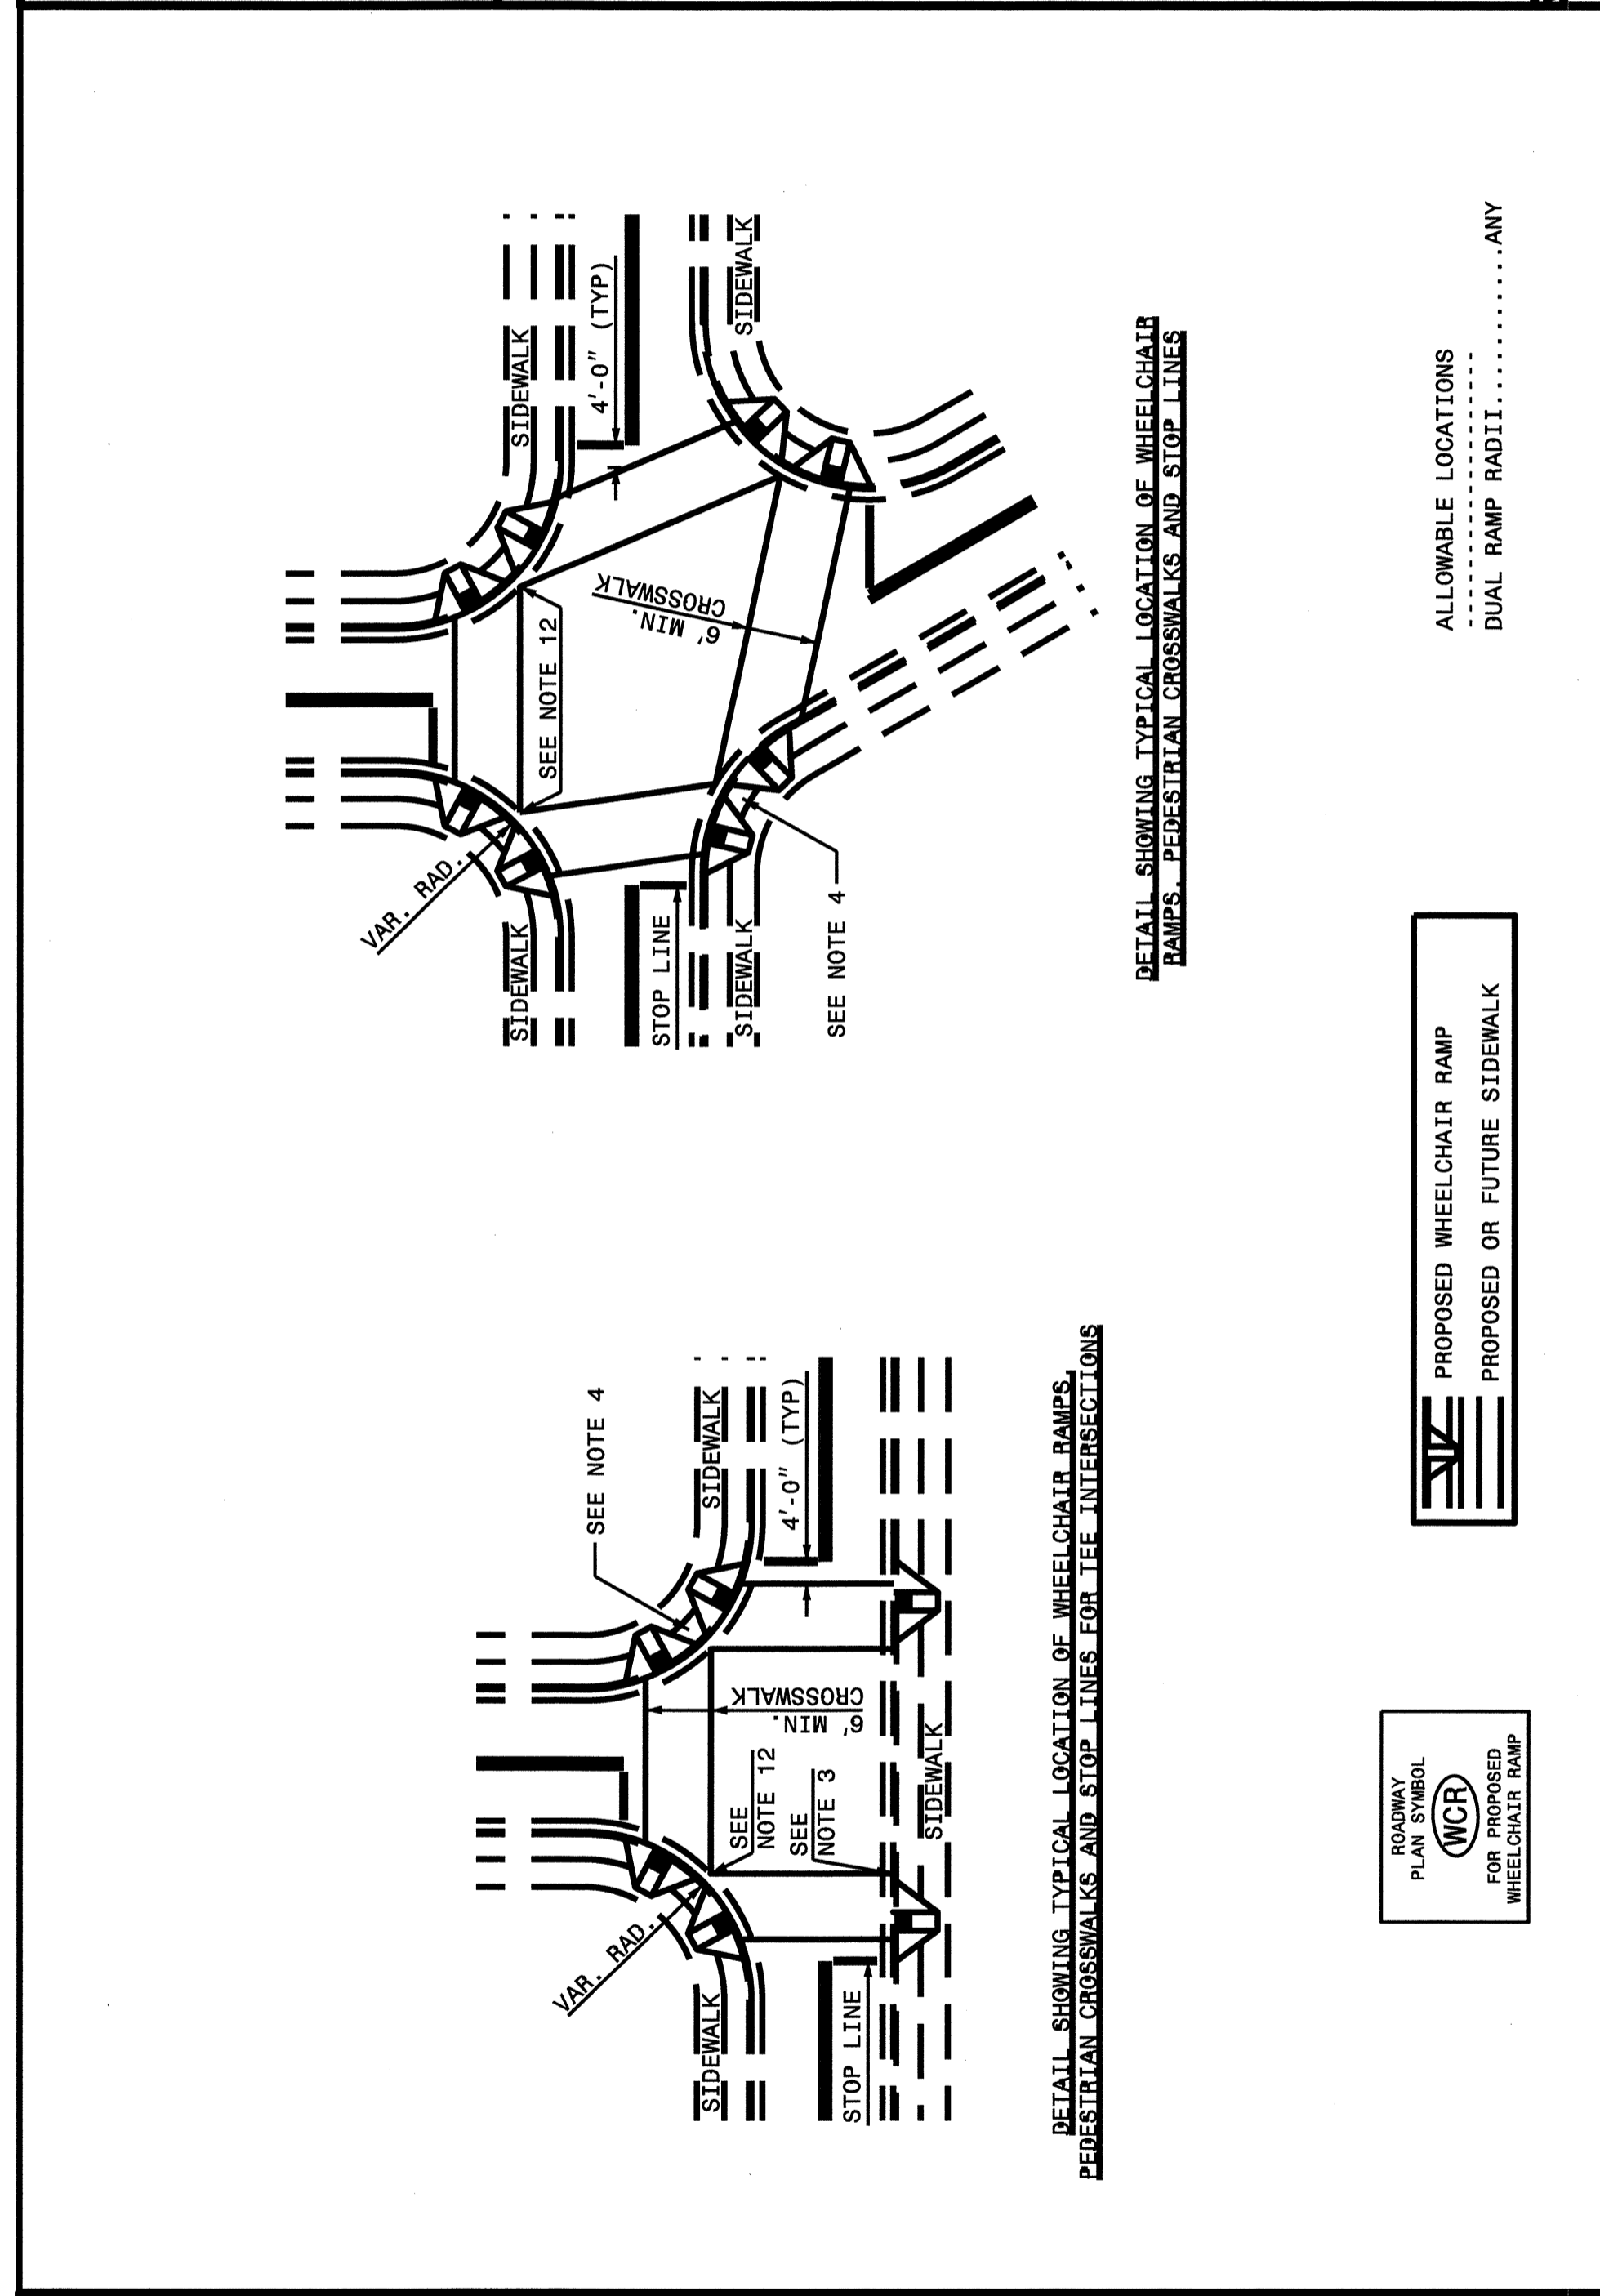 SEE NOTE 4
SIDEWALK
4'-0" (TYP)
6' MIN.
CROSSWALK
SEE
NOTE 12
SEE
NOTE 3
VAR. RAD.
SIDEWALK
STOP LINE
SIDEWALK
DETAIL SHOWING TYPICAL LOCATION OF WHEELCHAIR RAMPS,
PEDESTRIAN CROSSWALKS AND STOP LINES FOR TEE INTERSECTIONS
VAR. RAD.
SIDEWALK
SIDEWALK
4'-0" (TYP)
SEE NOTE 12
6' MIN.
CROSSWALK
STOP LINE
SIDEWALK
SIDEWALK
SEE NOTE 4
DETAIL SHOWING TYPICAL LOCATION OF WHEELCHAIR
RAMPS, PEDESTRIAN CROSSWALKS AND STOP LINES
ROADWAY
PLAN SYMBOL
WCR
FOR PROPOSED
WHEELCHAIR RAMP
PROPOSED WHEELCHAIR RAMP
PROPOSED OR FUTURE SIDEWALK
ALLOWABLE LOCATIONS
DUAL RAMP RADII..........ANY